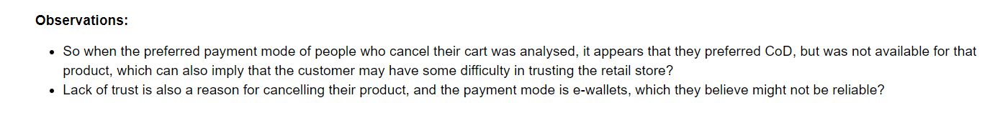 Observations:
• So when the preferred payment mode of people who cancel their cart was analysed, it appears that they preferred CoD, but was not available for that
product, which can also imply that the customer may have some difficulty in trusting the retail store?
• Lack of trust is also a reason for cancelling their product, and the payment mode is e-wallets, which they believe might not be reliable?